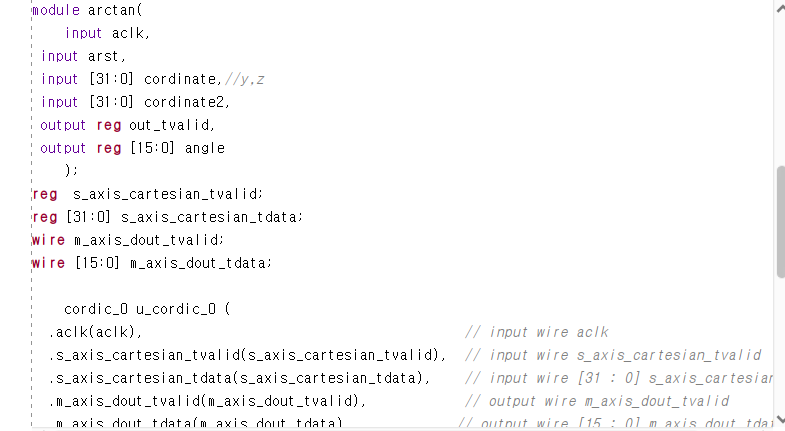 module arctan(
input aclk,
input arst,
input [31:0] cordinate,//y,z
input [31:0] cordinate2,
output reg out_tvalid,
output reg [15:0] angle
);
reg s_axis_cartesian_tvalid;
reg [31:0] s_axis_cartesian_tdata;
wire m_axis_dout_tvalid;
wire [15:0] m_axis_dout_tdata;
cordic_0 u_cordic_0 (
.aclk(aclk), // input wire aclk
.s_axis_cartesian_tvalid(s_axis_cartesian_tvalid), // input wire s_axis_cartesian_tvalid
.s_axis_cartesian_tdata(s_axis_cartesian_tdata), // input wire [31 : 0] s_axis_cartesian
.m_axis_dout_tvalid(m_axis_dout_tvalid), // output wire m_axis_dout_tvalid
.m_axis_dout_tdata(m_axis_dout_tdata) // output wire [15 : 0] m_axis_dout_tdat